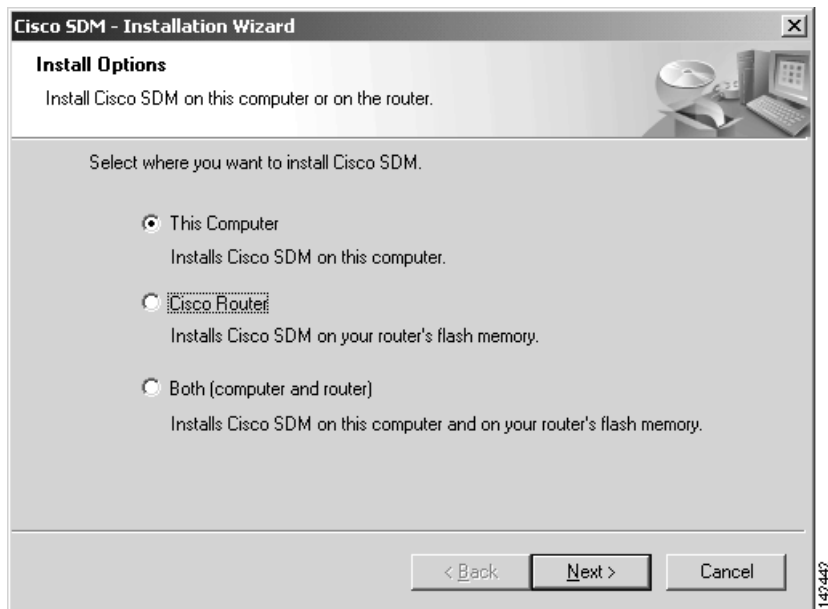 Cisco SDM - Installation Wizard
Install Options
Install Cisco SDM on this computer or on the router.
Select where you want to install Cisco SDM.
This Computer
Installs Cisco SDM on this computer.
Cisco Router
Installs Cisco SDM on your router's flash memory.
Both (computer and router)
Installs Cisco SDM on this computer and on your router's flash memory.
< Back
Next >
Cancel
142442